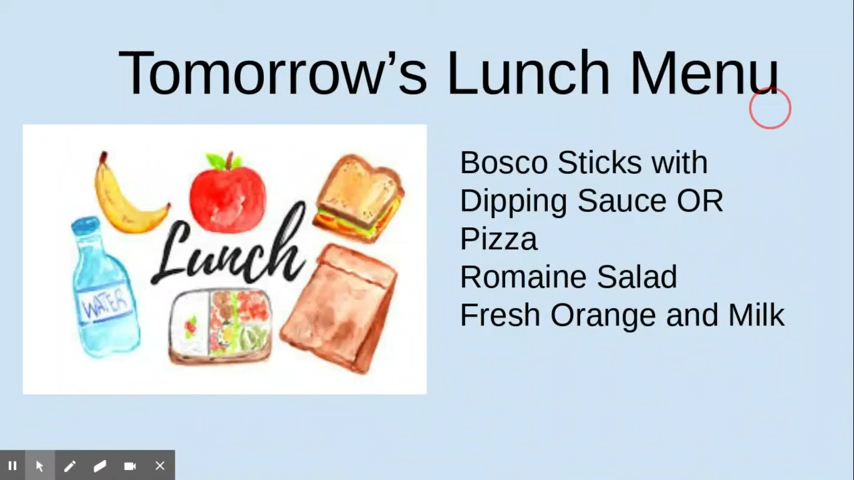 Tomorrow’s Lunch Menu
Lunch
WATER
Bosco Sticks with
Dipping Sauce OR
Pizza
Romaine Salad
Fresh Orange and Milk